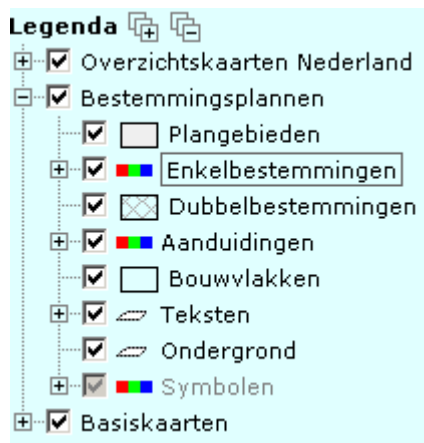 Legenda
Overzichtskaarten Nederland
Bestemmingsplannen
Plangebieden
Enkelbestemmingen
Dubbelbestemmingen
Aanduidingen
Bouwvlakken
Teksten
Ondergrond
Symbolen
Basiskaarten